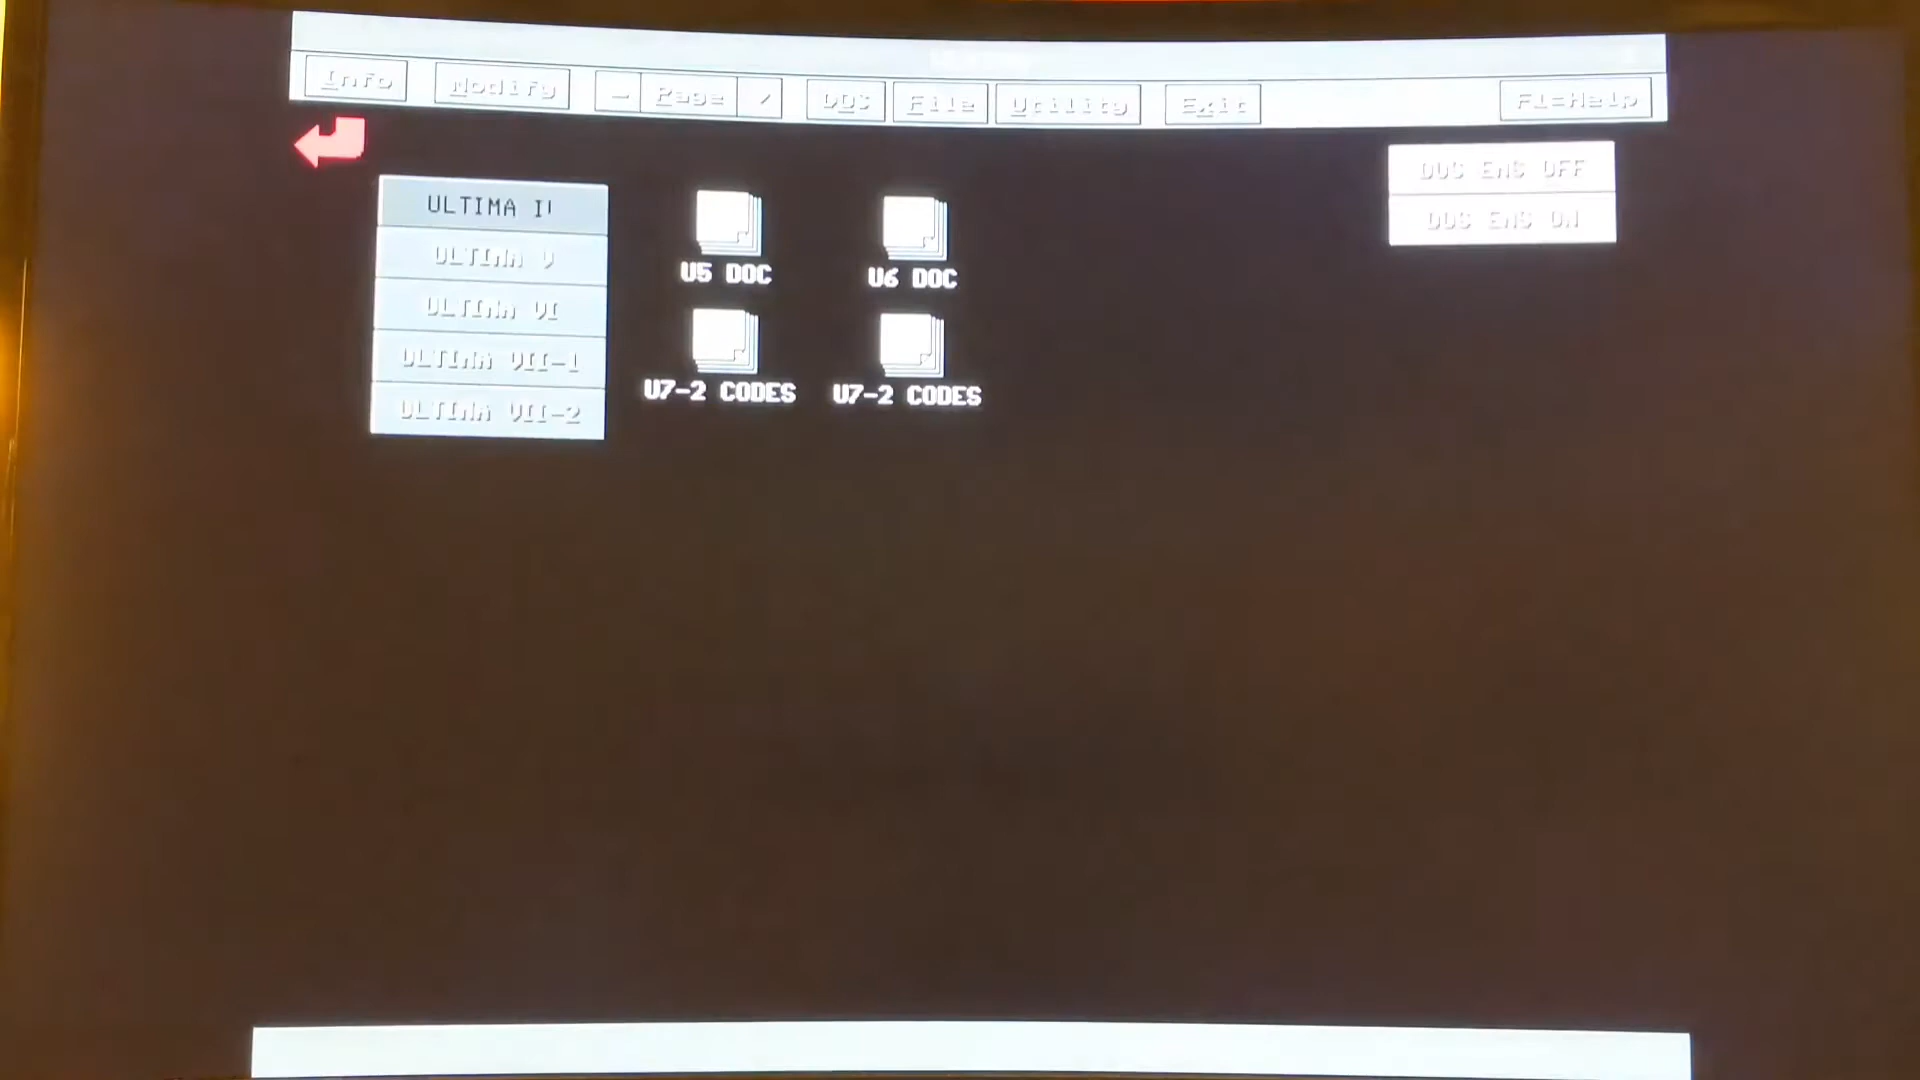 Info Modify - Page / DOS File Utility Exit F1=Help
DOS EMS OFF
DOS EMS ON
ULTIMA IV
ULTIMA V
ULTIMA VI
ULTIMA VII-1
ULTIMA VII-2
U5 DOC U6 DOC
U7-2 CODES U7-2 CODES